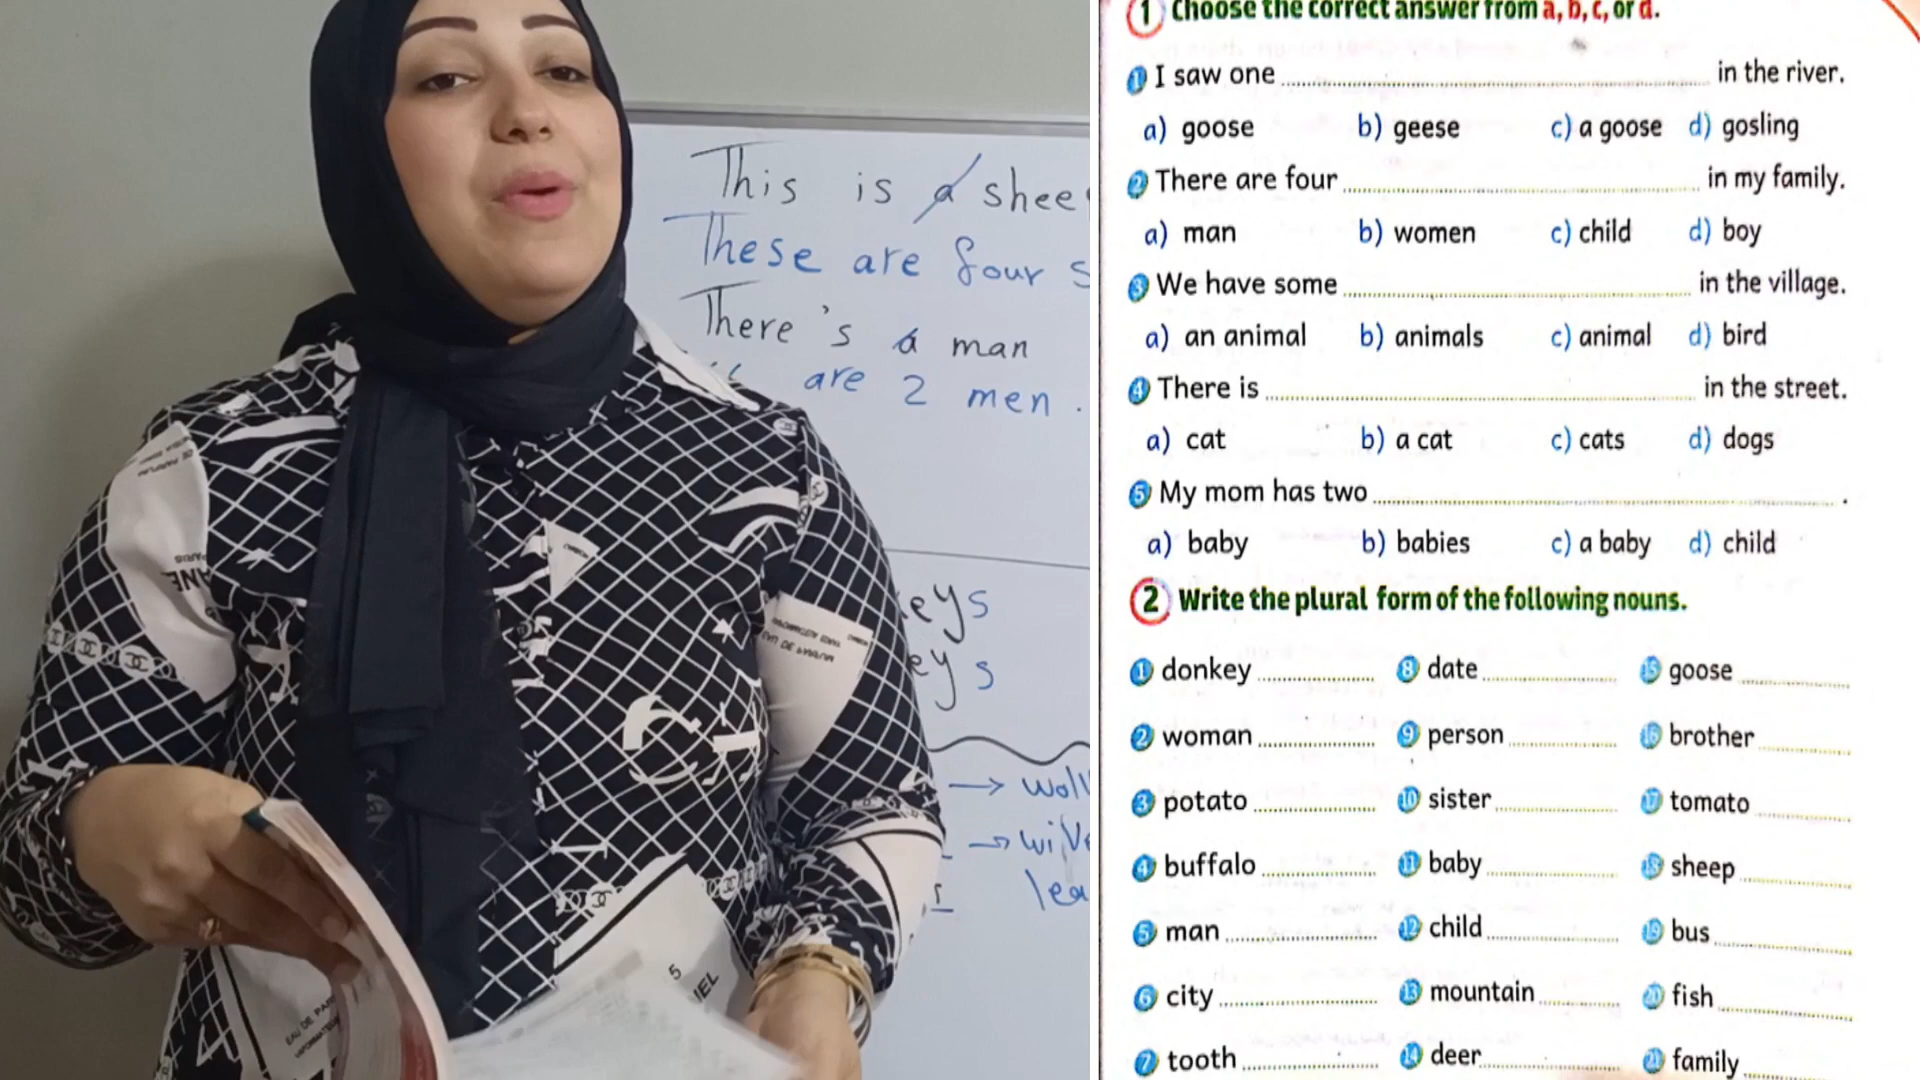 This is a
These are four
There 's a man
are 2 men .
1 Choose the correct answer from a, b, c, or d.
1 I saw one in the river.
a) goose b) geese c) a goose d) gosling
2 There are four in my family.
a) man b) women c) child d) boy
3 We have some in the village.
a) an animal b) animals c) animal d) bird
4 There is in the street.
a) cat b) a cat c) cats d) dogs
5 My mom has two .
a) baby b) babies c) a baby d) child
2 Write the plural form of the following nouns.
1 donkey 8 date 15 goose
2 woman 9 person 16 brother
3 potato 10 sister 17 tomato
4 buffalo 11 baby 18 sheep
5 man 12 child 19 bus
6 city 13 mountain 20 fish
7 tooth 14 deer 21 family